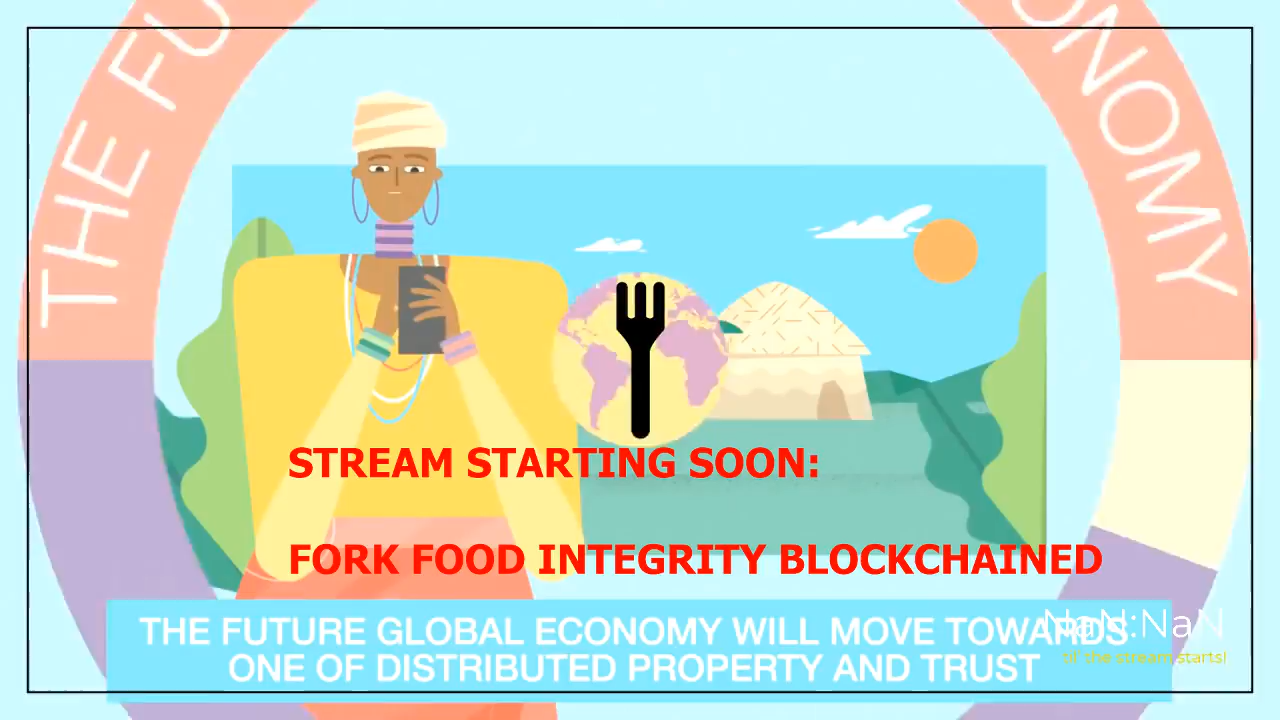 THE FU
ONOMY
STREAM STARTING SOON:
FORK FOOD INTEGRITY BLOCKCHAINED
THE FUTURE GLOBAL ECONOMY WILL MOVE TOWARDS
ONE OF DISTRIBUTED PROPERTY AND TRUST
NaN:NaN
'til the stream starts!